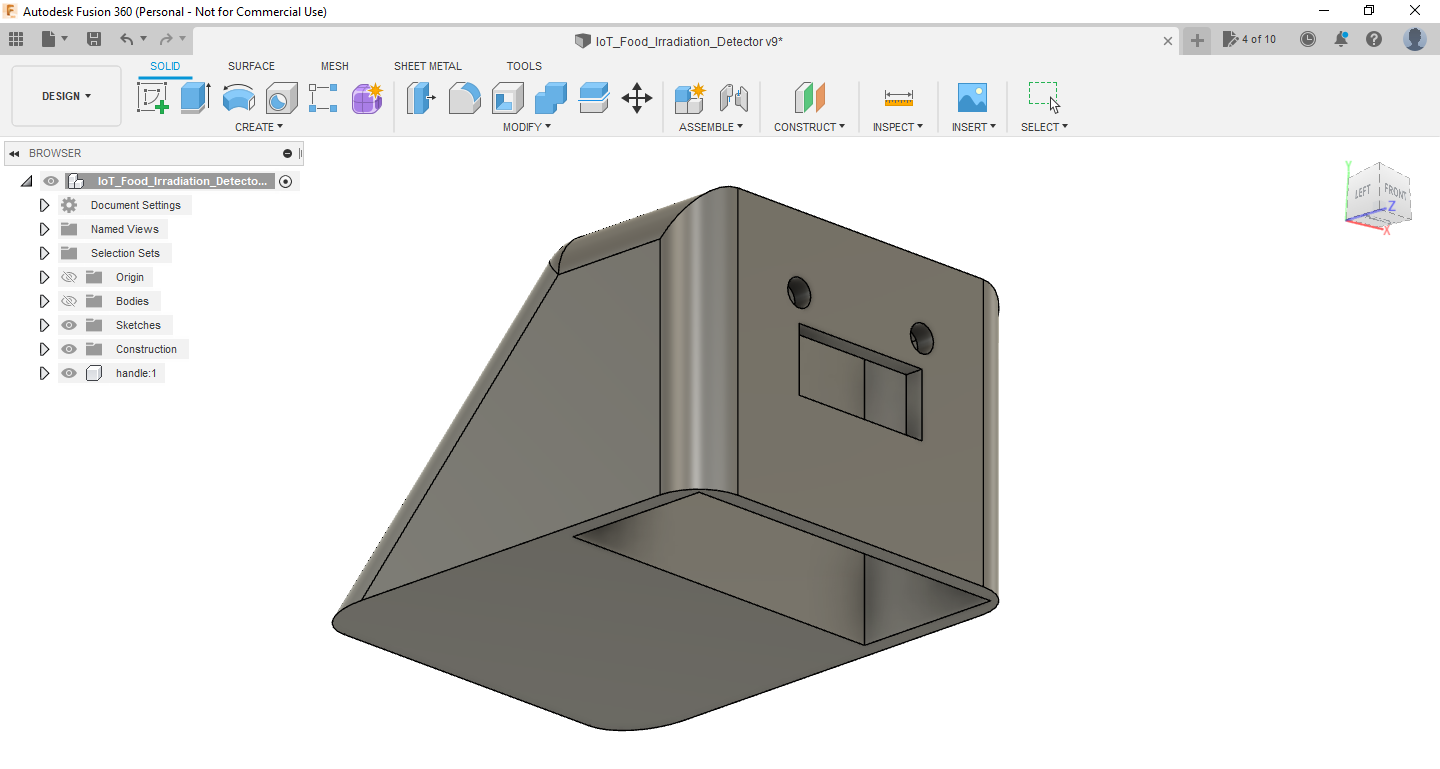 Autodesk Fusion 360 (Personal - Not for Commercial Use)
IoT_Food_Irradiation_Detector v9*
4 of 10
SOLID SURFACE MESH SHEET METAL TOOLS
DESIGN
CREATE MODIFY ASSEMBLE CONSTRUCT INSPECT INSERT SELECT
BROWSER
IoT_Food_Irradiation_Detecto...
Document Settings
Named Views
Selection Sets
Origin
Bodies
Sketches
Construction
handle:1
Y
LEFT FRONT
Z
X